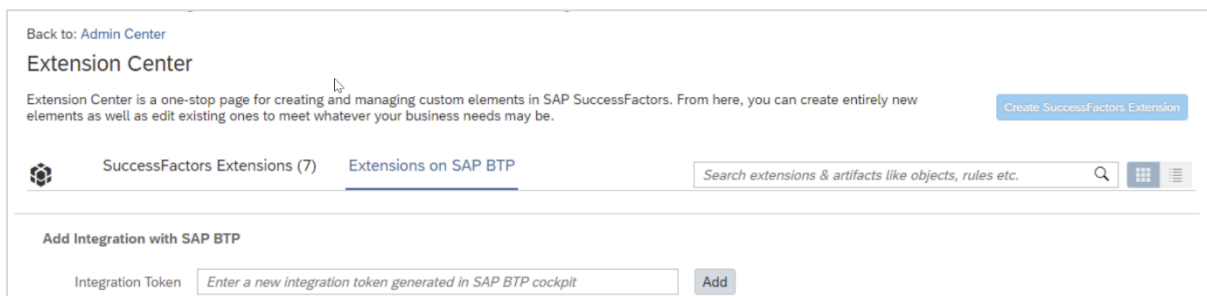 Back to: Admin Center
Extension Center
Extension Center is a one-stop page for creating and managing custom elements in SAP SuccessFactors. From here, you can create entirely new
elements as well as edit existing ones to meet whatever your business needs may be.
Create SuccessFactors Extension
SuccessFactors Extensions (7) Extensions on SAP BTP Search extensions & artifacts like objects, rules etc.
Add Integration with SAP BTP
Integration Token Enter a new integration token generated in SAP BTP cockpit Add